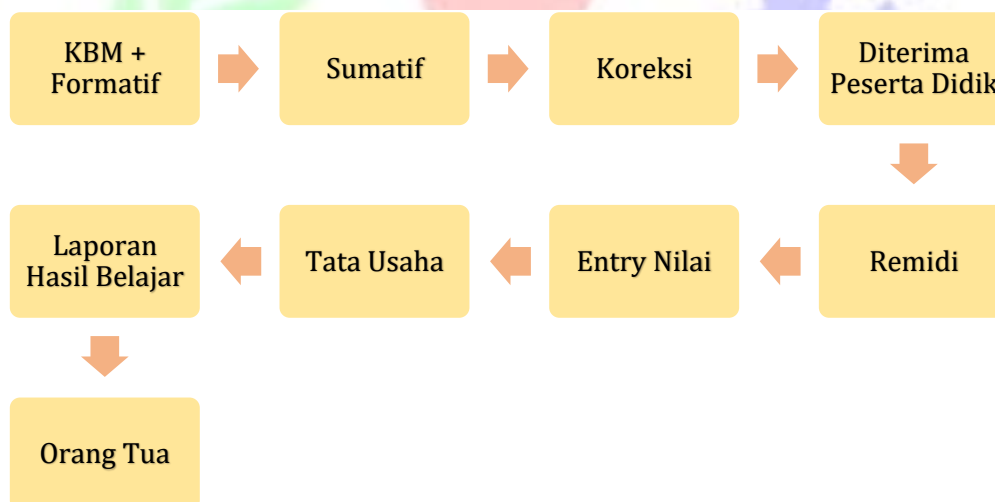 KBM +
Formatif
Sumatif
Koreksi
Diterima
Peserta Didik
Remidi
Entry Nilai
Tata Usaha
Laporan
Hasil Belajar
Orang Tua